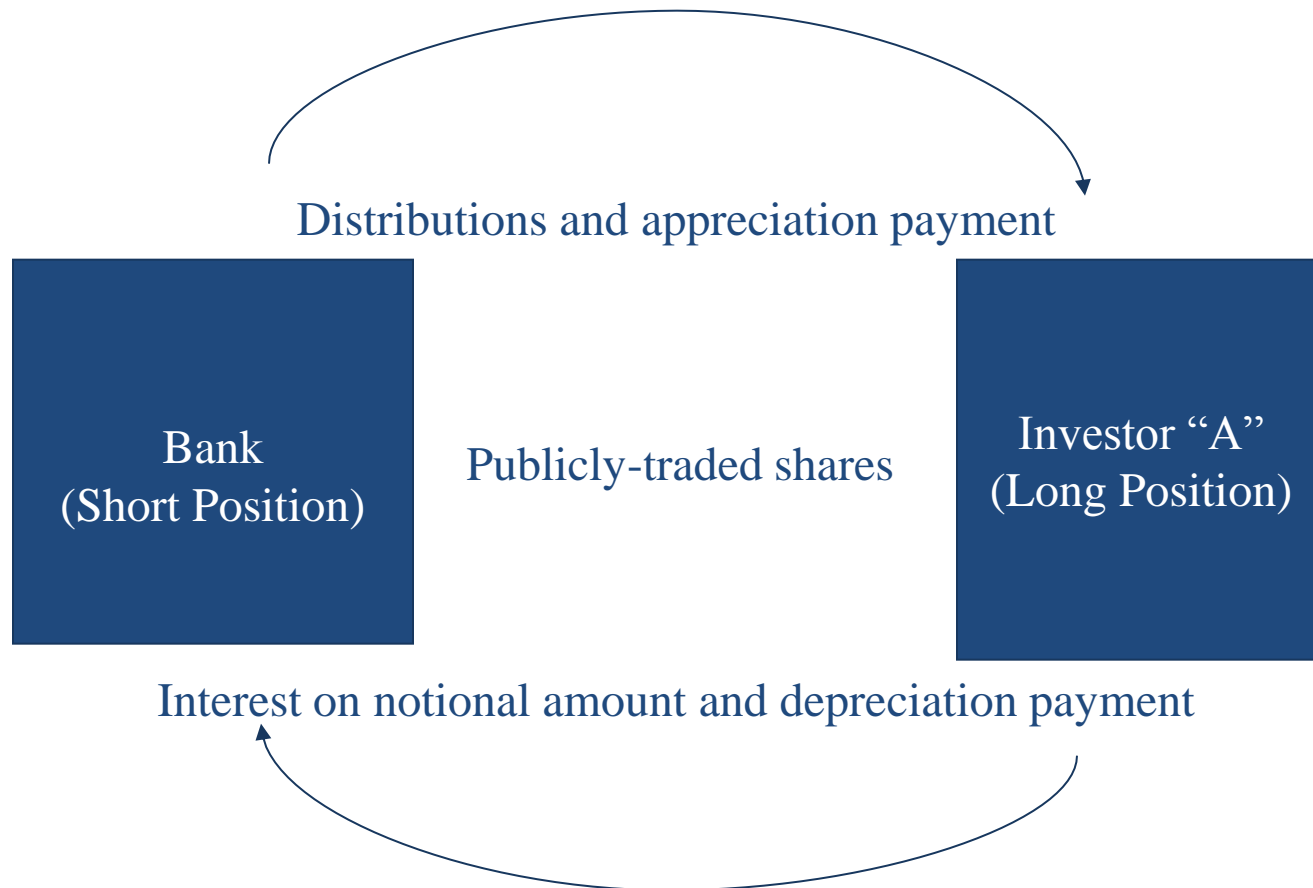 Distributions and appreciation payment
Bank
(Short Position)
Publicly-traded shares
Investor “A”
(Long Position)
Interest on notional amount and depreciation payment